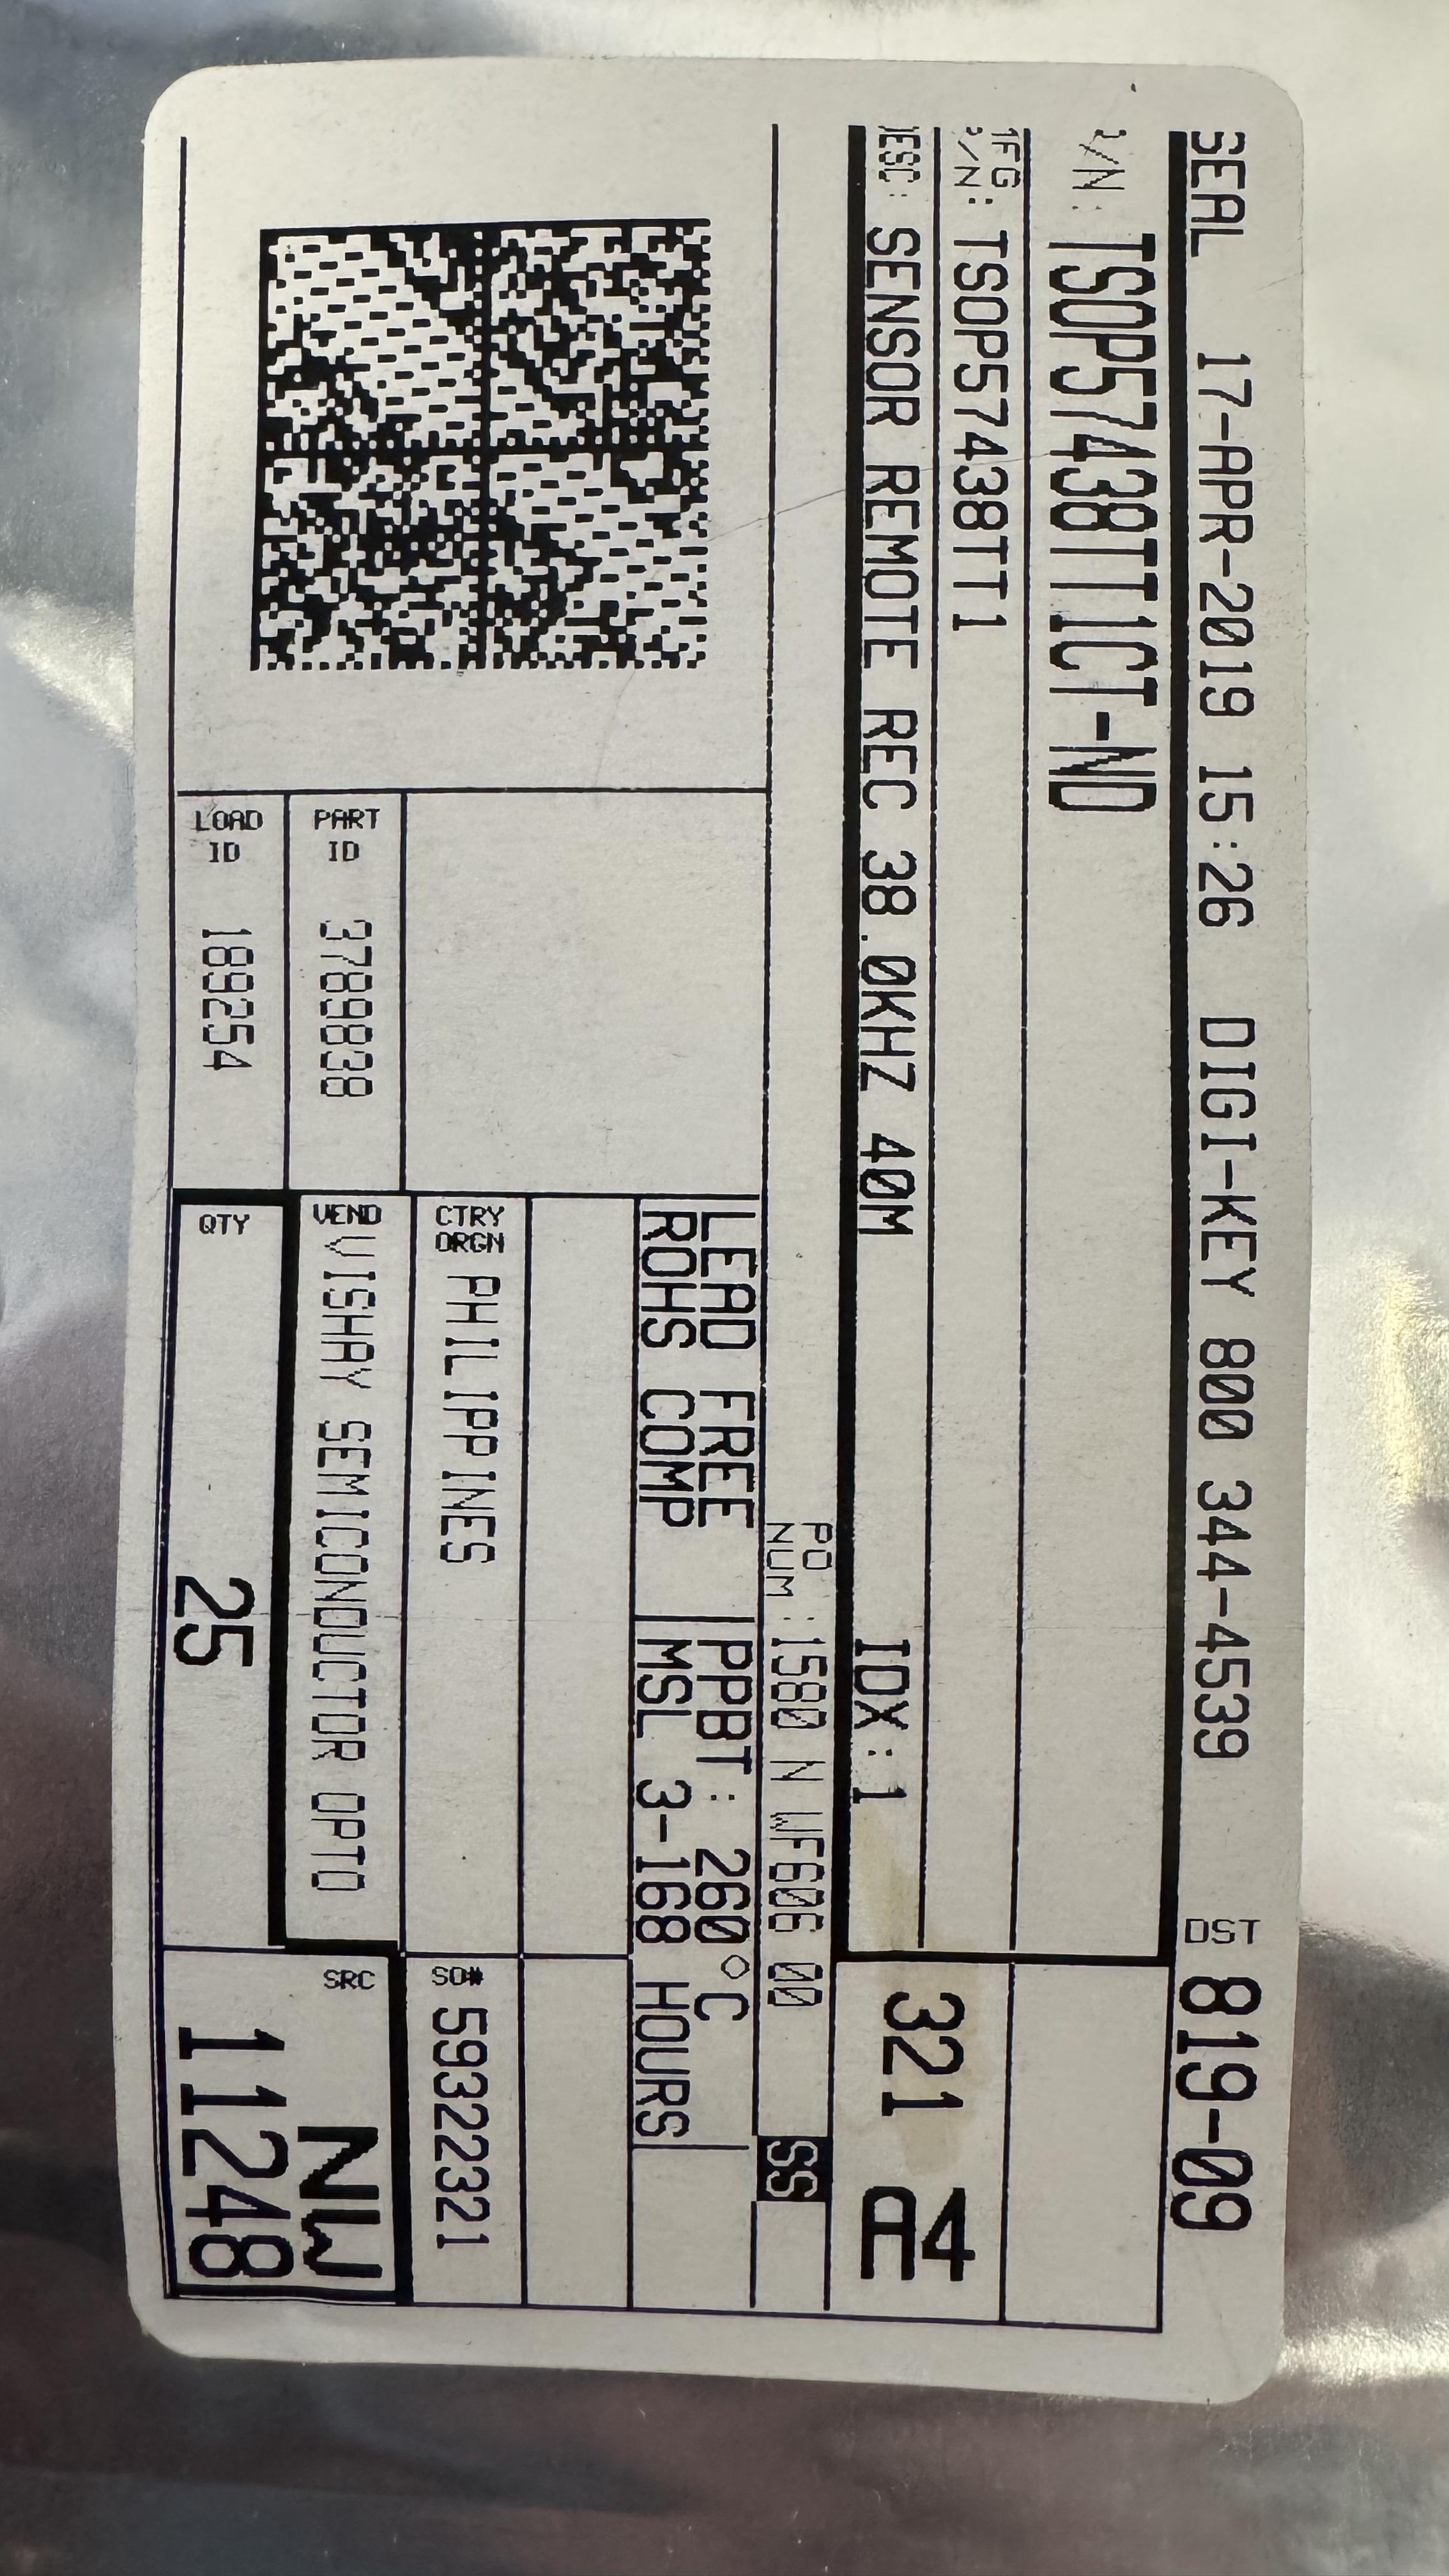 SEAL 17-APR-2019 15:26 DIGI-KEY 800 344-4539 DST 819-09
P/N: TSOP57438TT1CT-ND
MFG
P/N: TSOP57438TT1
DESC: SENSOR REMOTE REC 38.0KHZ 40M IDX:1
321 A4
PO
NUM :1580 N WF606 00 SS
LEAD FREE
ROHS COMP
PPBT: 260°C
MSL 3-168 HOURS
CTRY
ORGN PHILIPPINES
SO# 59322321
PART
ID 3789838
VEND VISHAY SEMICONDUCTOR OPTO
SRC NW
11248
LOAD
ID 189254
QTY 25